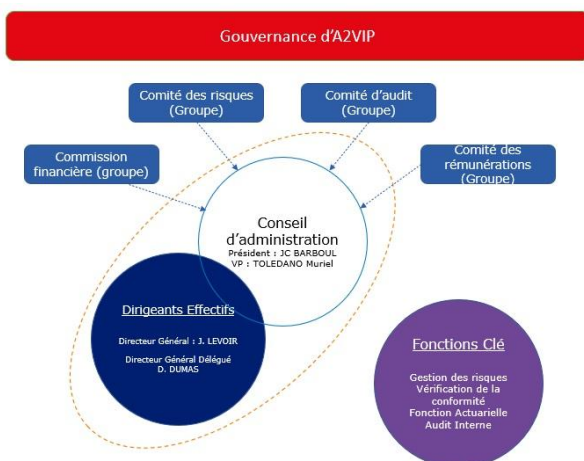 Gouvernance d'A2VIP
Comité des risques
(Groupe)
Comité d'audit
(Groupe)
Commission
financière (groupe)
Comité des
rémunérations
(Groupe)
Conseil
d'administration
Président : JC BARBOUL
VP : TOLEDANO Muriel
Dirigeants Effectifs
Directeur Général : J. LEVOIR
Directeur Général Délégué
D. DUMAS
Fonctions Clé
Gestion des risques
Vérification de la
conformité
Fonction Actuarielle
Audit Interne